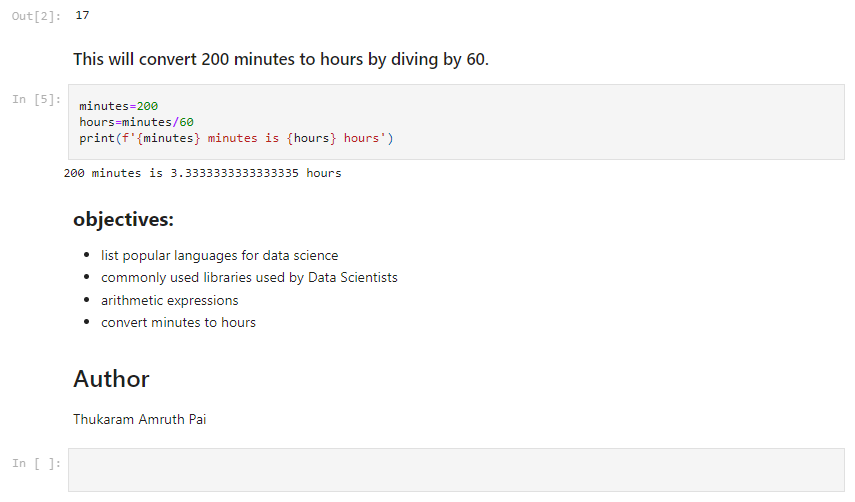 Out[2]: 17
This will convert 200 minutes to hours by diving by 60.
In [5]: minutes=200
hours=minutes/60
print(f'{minutes} minutes is {hours} hours')
200 minutes is 3.3333333333333335 hours
objectives:
• list popular languages for data science
• commonly used libraries used by Data Scientists
• arithmetic expressions
• convert minutes to hours
Author
Thukaram Amruth Pai
In [ ]: